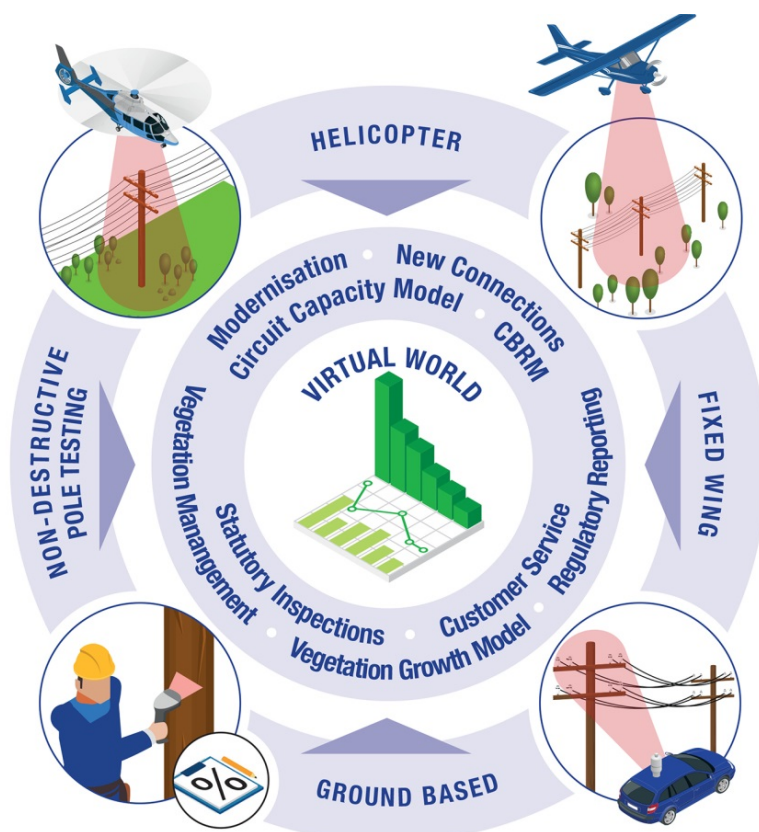 HELICOPTER
Modernisation
New Connections
Circuit Capacity Model
CBRM
VIRTUAL WORLD
NON-DESTRUCTIVE
POLE TESTING
Vegetation Manangement
Statutory Inspections
Vegetation Growth Model
Customer Service
Regulatory Reporting
FIXED WING
%
GROUND BASED